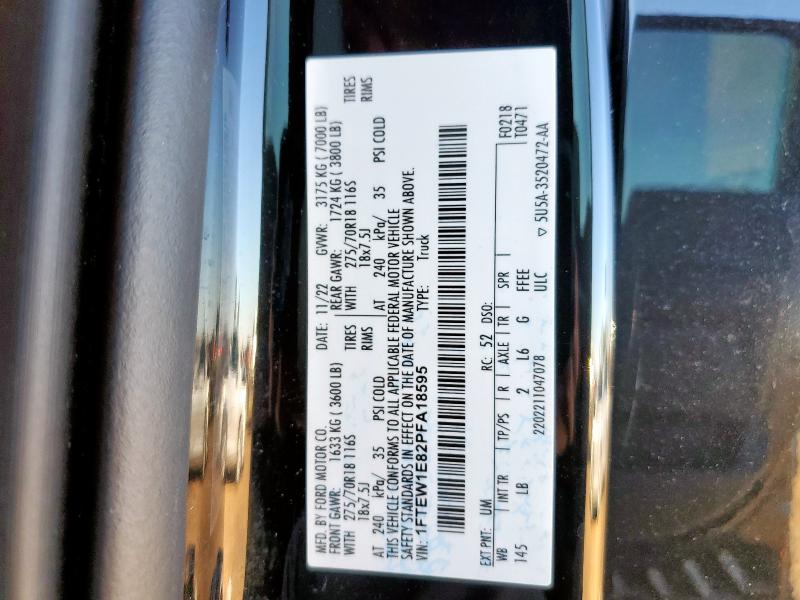 MFD. BY FORD MOTOR CO.
DATE: 11/22 GVWR: 3175 KG ( 7000 LB)
FRONT GAWR: 1633 KG ( 3600 LB)
REAR GAWR: 1724 KG ( 3800 LB)
WITH 275/70R18 116S TIRES
WITH 275/70R18 116S TIRES
18x7.5J RIMS
18x7.5J RIMS
AT 240 kPa/ 35 PSI COLD
AT 240 kPa/ 35 PSI COLD
THIS VEHICLE CONFORMS TO ALL APPLICABLE FEDERAL MOTOR VEHICLE
SAFETY STANDARDS IN EFFECT ON THE DATE OF MANUFACTURE SHOWN ABOVE.
VIN: 1FTEW1E82PFA18595 TYPE: Truck
EXT PNT: UM RC: 52 DSO: F0218
WB INT TR TP/PS R AXLE TR SPR T0471
145 LB 2 L6 G FFEE
2202211047078 ULC ▽ 5U5A-3520472-AA